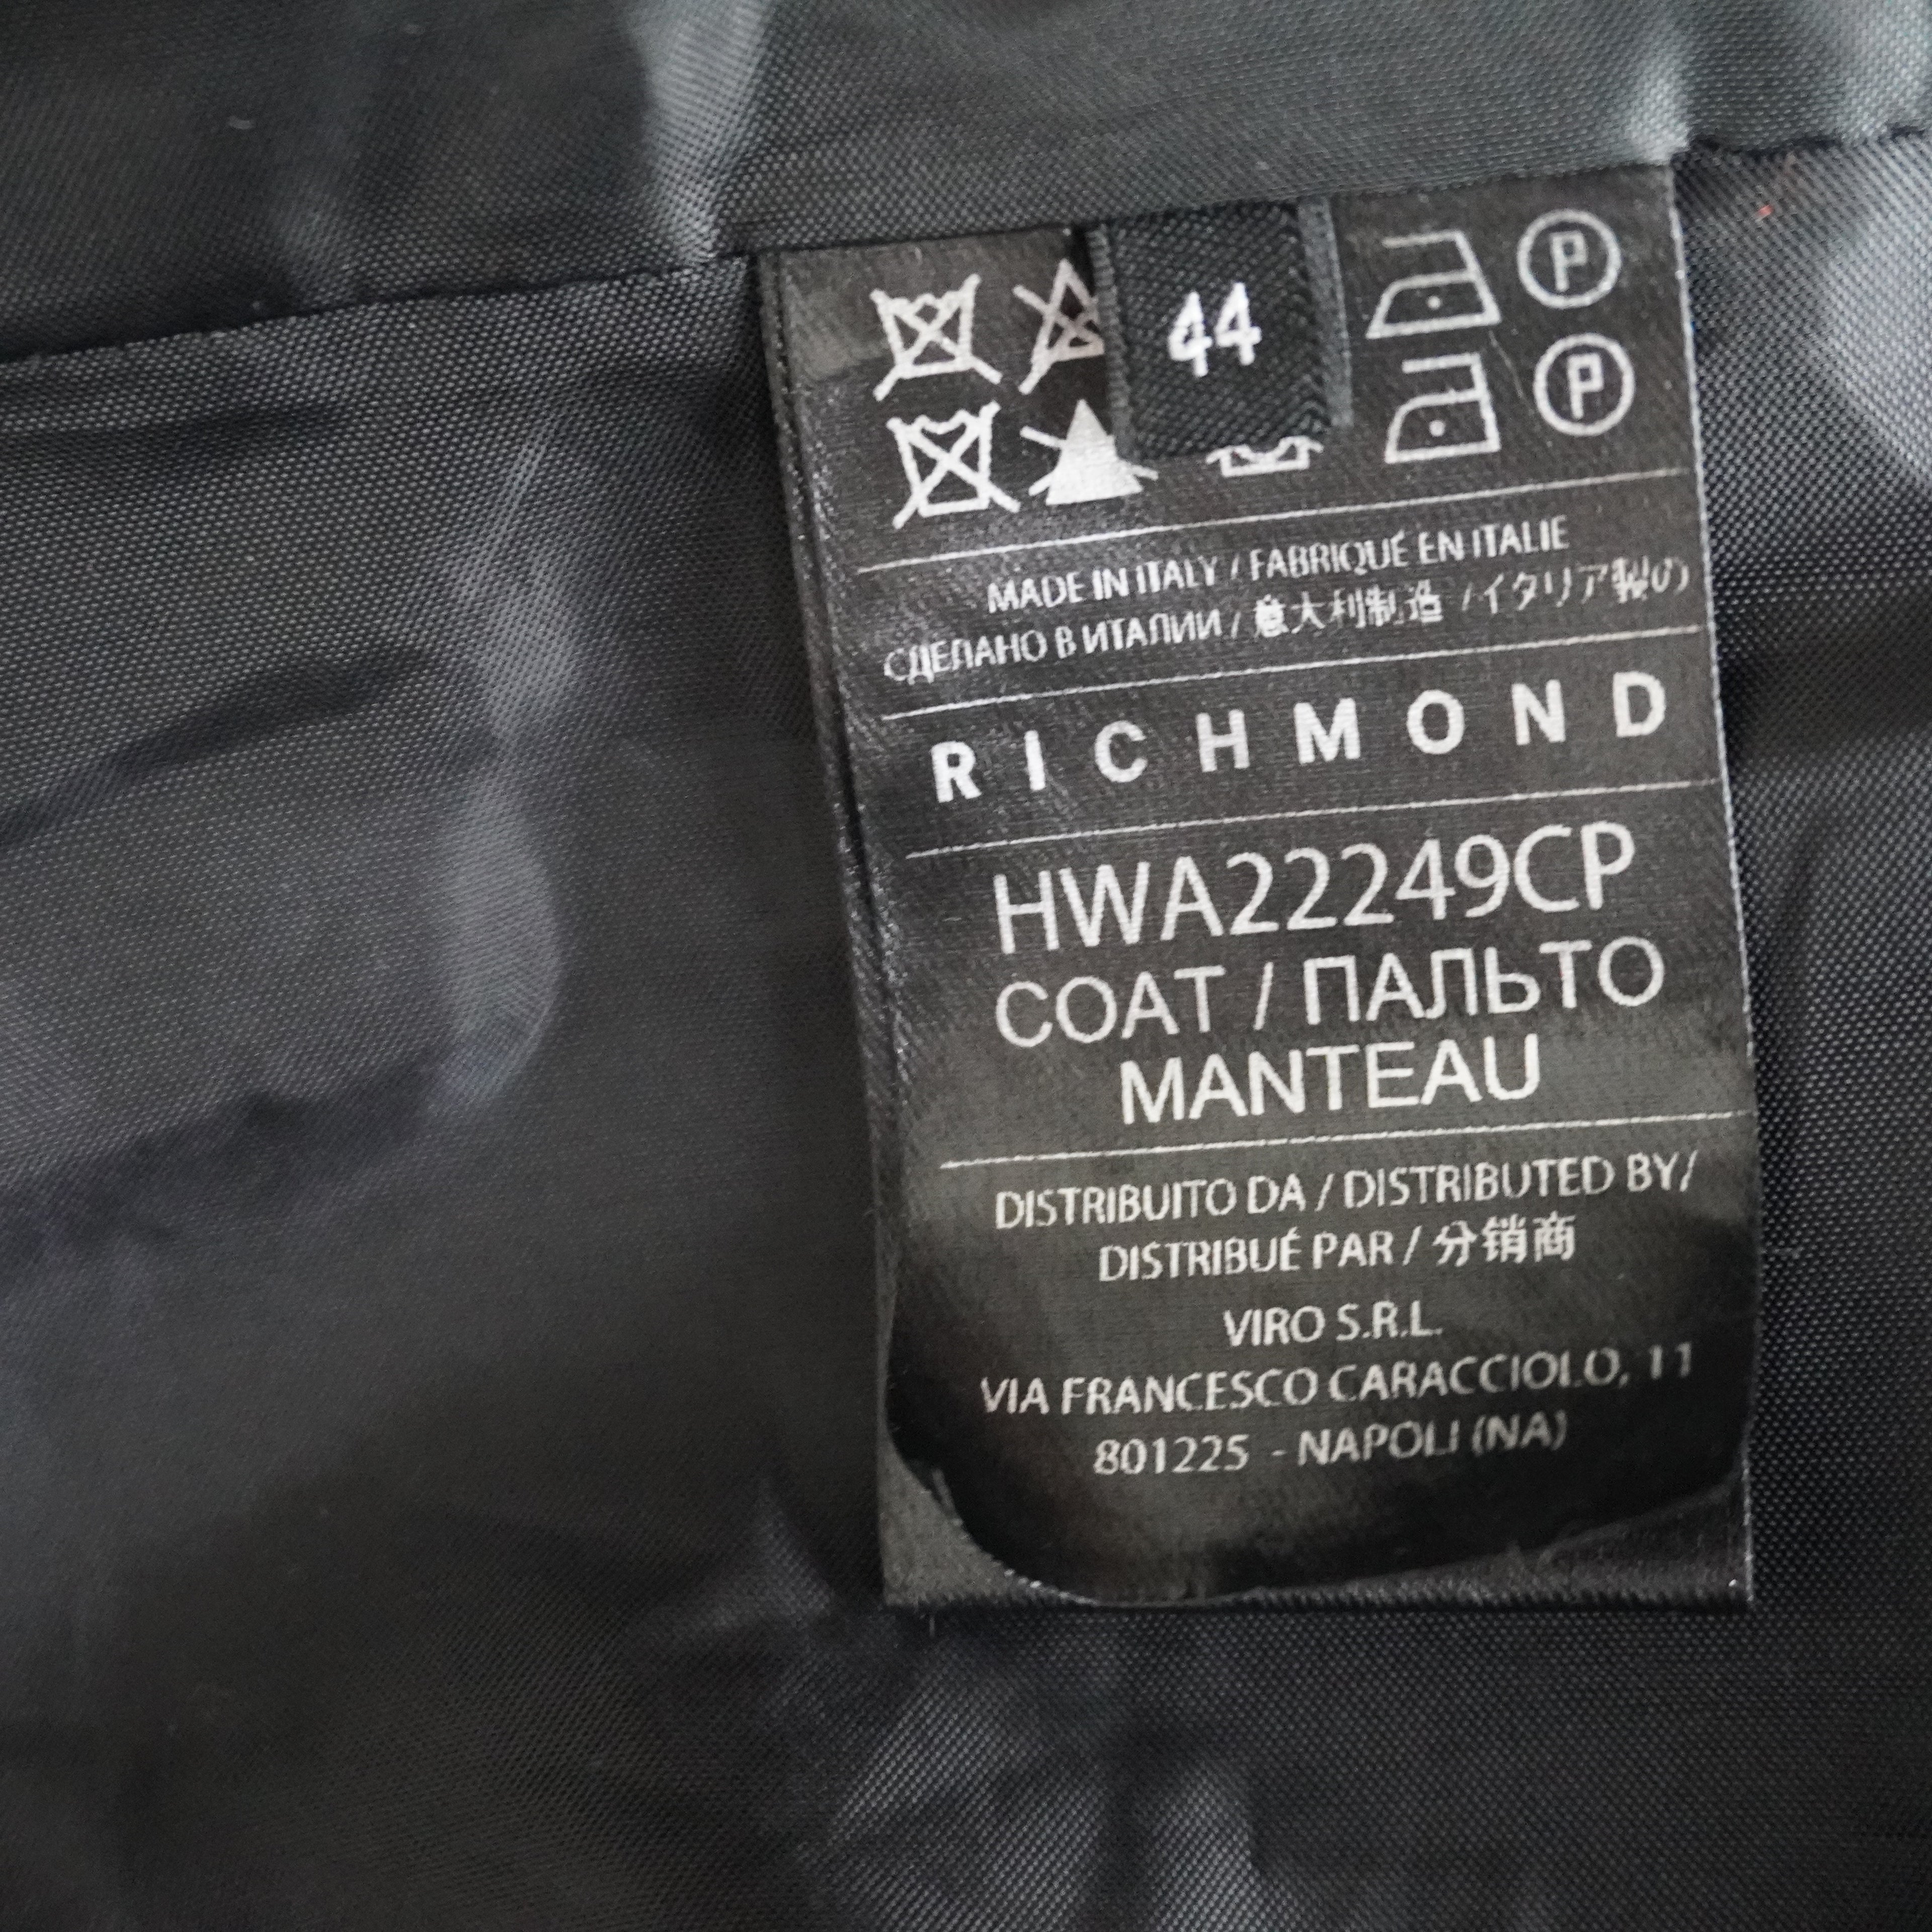 44
P
P
MADE IN ITALY / FABRIQUÉ EN ITALIE
СДЕЛАНО В ИТАЛИИ / 意大利制造 / イタリア製の
RICHMOND
HWA22249CP
COAT / ПАЛЬТО
MANTEAU
DISTRIBUITO DA / DISTRIBUTED BY/
DISTRIBUÉ PAR / 分销商
VIRO S.R.L.
VIA FRANCESCO CARACCIOLO, 11
801225 - NAPOLI (NA)